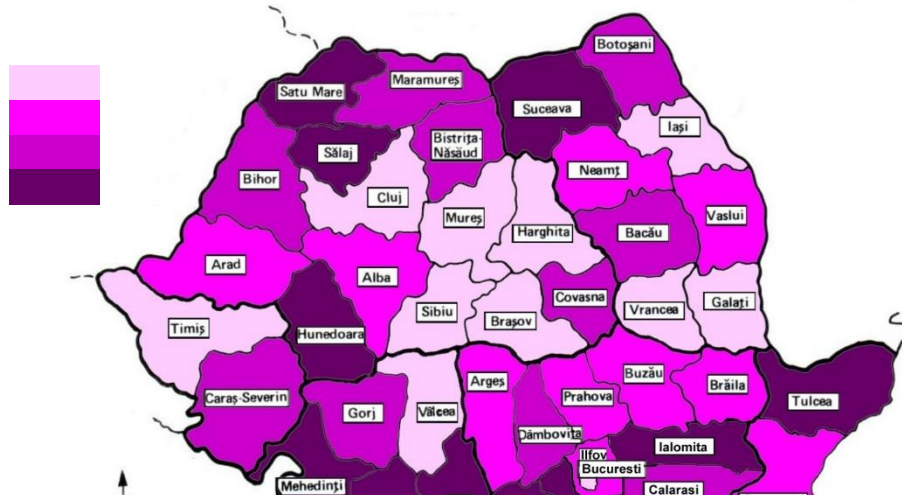 Botoșani
Satu Mare
Maramureș
Suceava
Iași
Bistrița-
Năsăud
Sălaj
Neamț
Bihor
Cluj
Mureș
Vaslui
Harghita
Bacău
Arad
Alba
Covasna
Sibiu
Brașov
Vrancea
Galați
Timiș
Hunedoara
Buzău
Argeș
Brăila
Caraș-Severin
Prahova
Tulcea
Gorj
Vâlcea
Dâmbovița
Ilfov
Ialomita
Bucuresti
Mehedinți
Calarasi